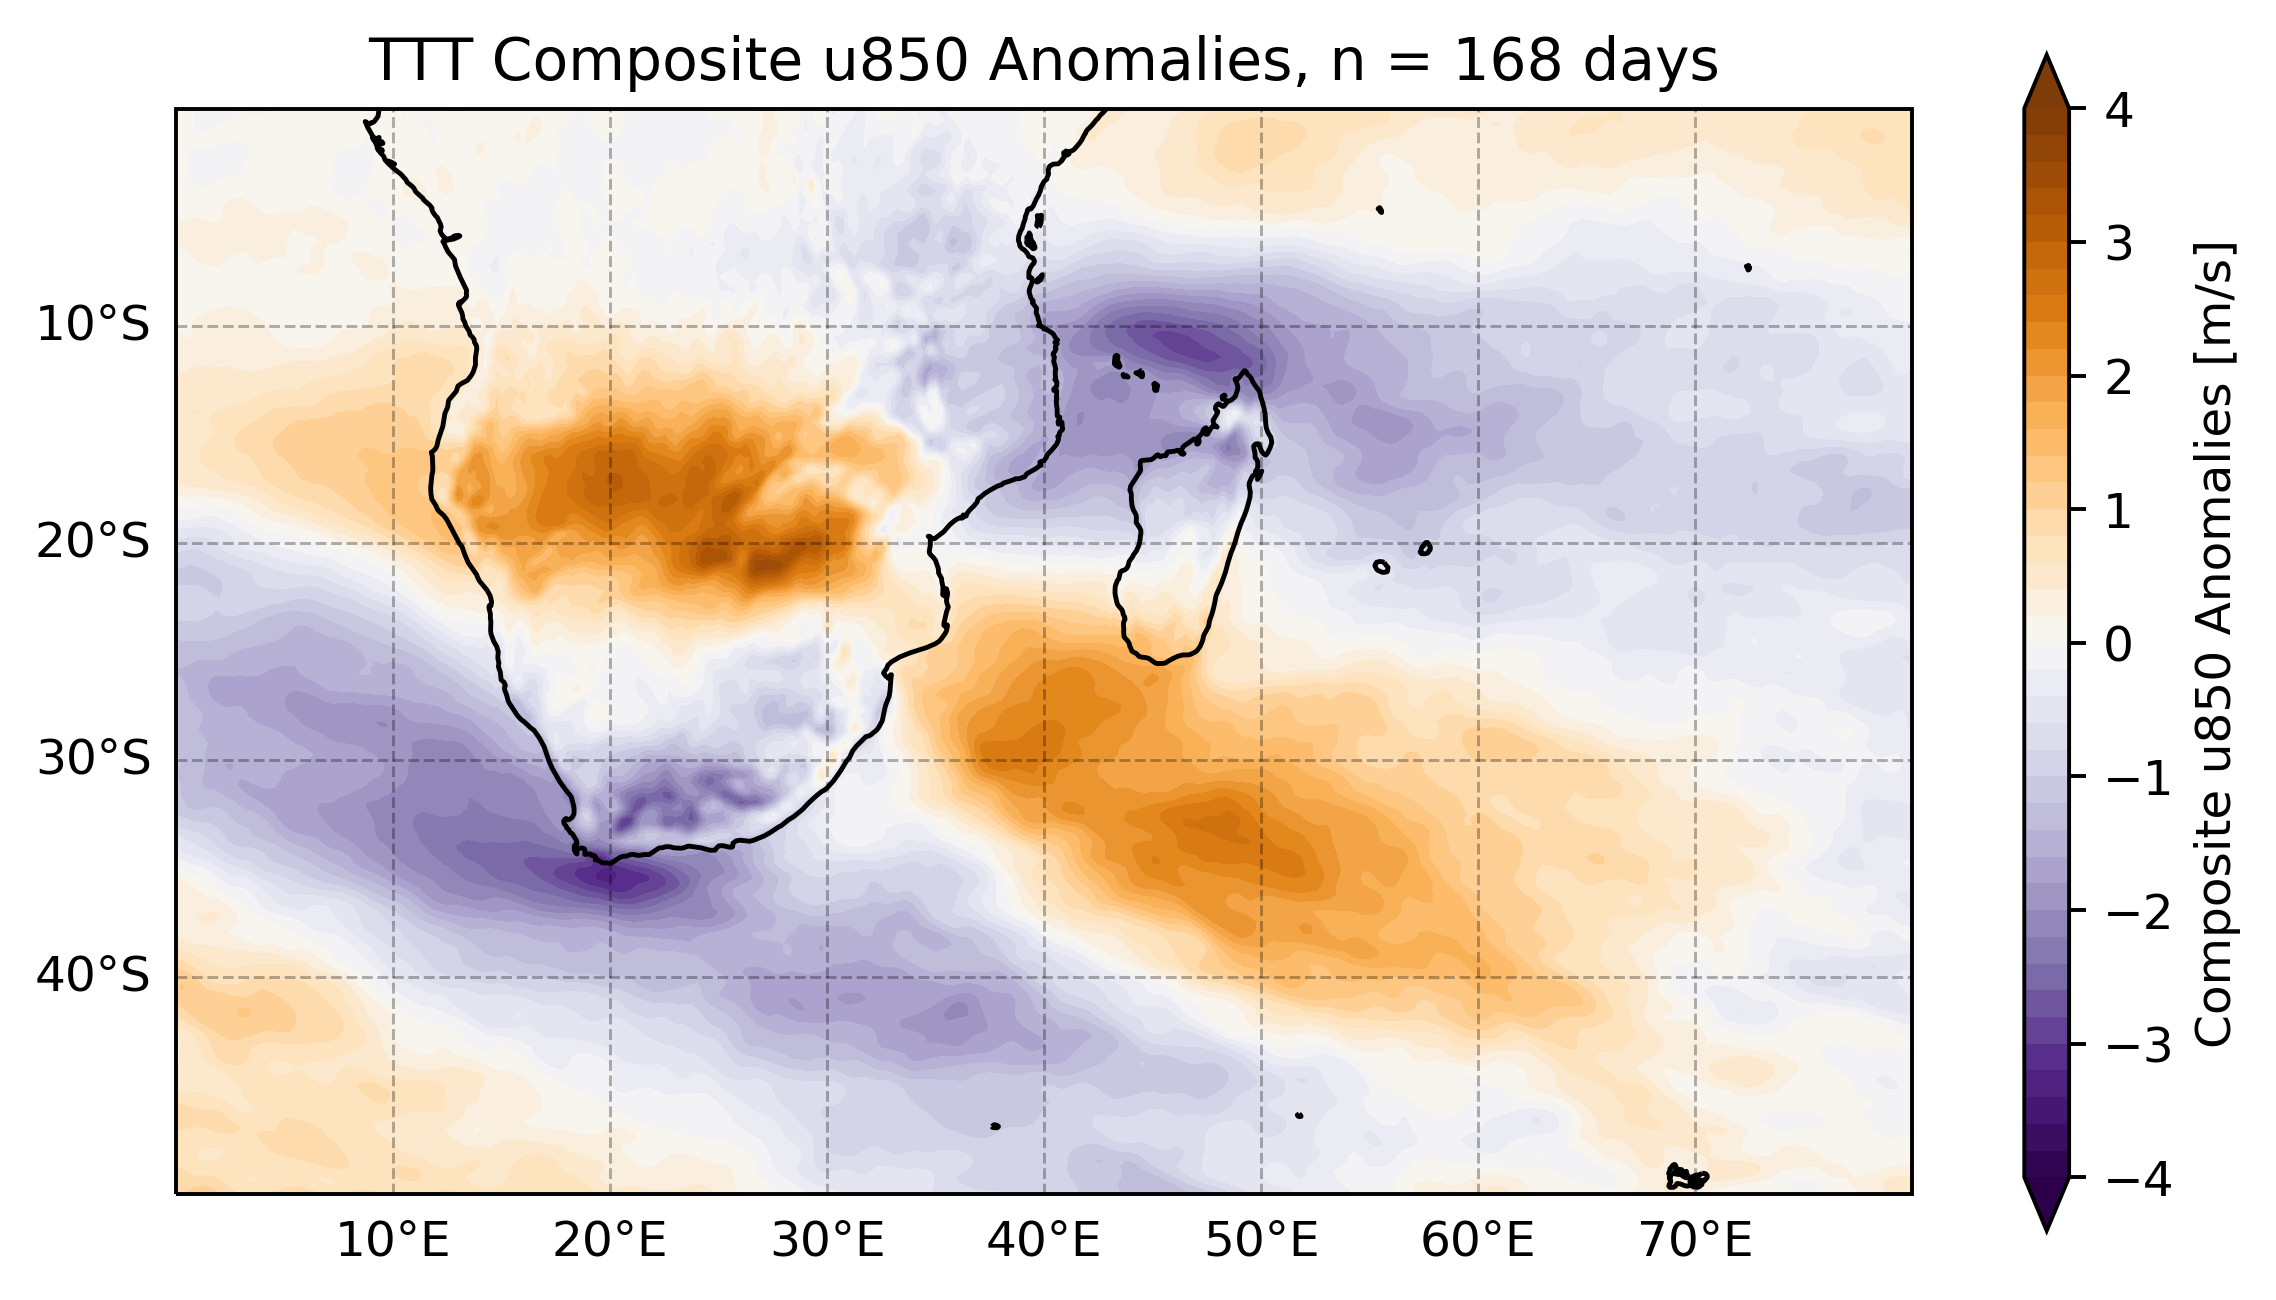 TTT Composite u850 Anomalies, n = 168 days
10°S
20°S
30°S
40°S
10°E
20°E
30°E
40°E
50°E
60°E
70°E
4
3
2
1
0
−1
−2
−3
−4
Composite u850 Anomalies [m/s]